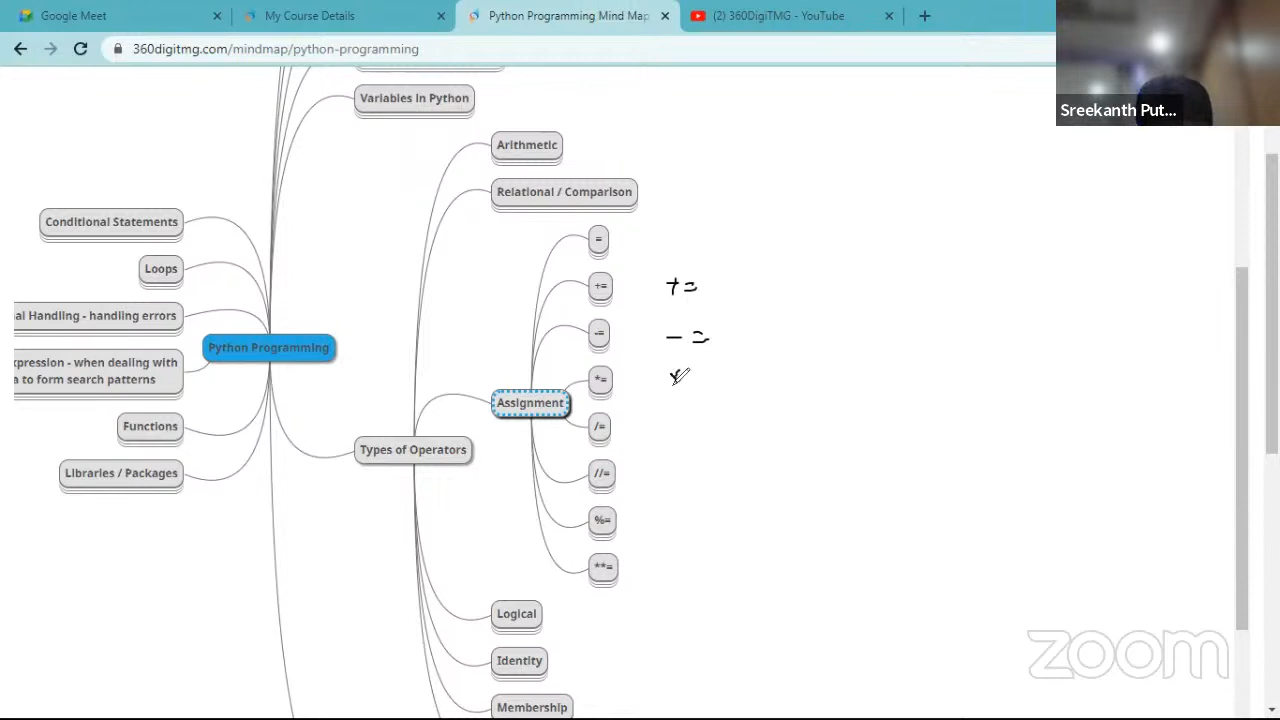 Google Meet
My Course Details
Python Programming Mind Map
(2) 360DigiTMG - YouTube
360digitmg.com/mindmap/python-programming
Sreekanth Put...
Variables in Python
Arithmetic
Relational / Comparison
Conditional Statements
=
Loops
+= +=
al Handling - handling errors
-= - =
Python Programming
xpression - when dealing with
a to form search patterns
*=
Assignment
Functions
/=
Types of Operators
Libraries / Packages
//=
%=
**=
Logical
Identity
Membership
zoom